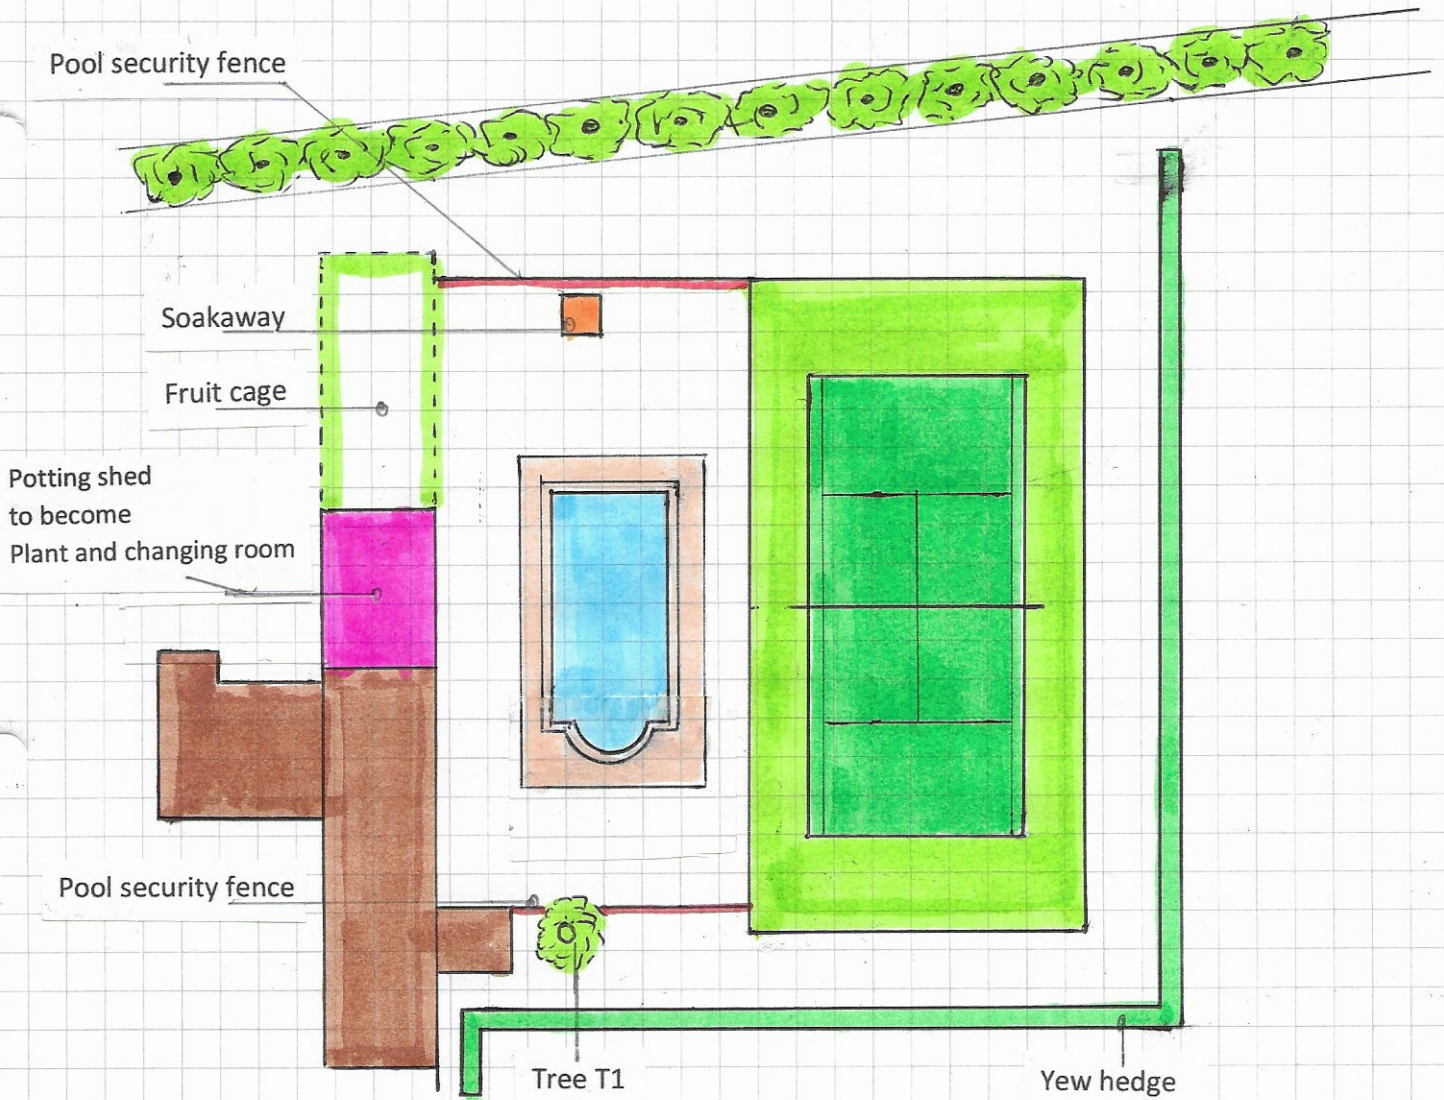 Pool security fence
Soakaway
Fruit cage
Potting shed
to become
Plant and changing room
Pool security fence
Tree T1
Yew hedge